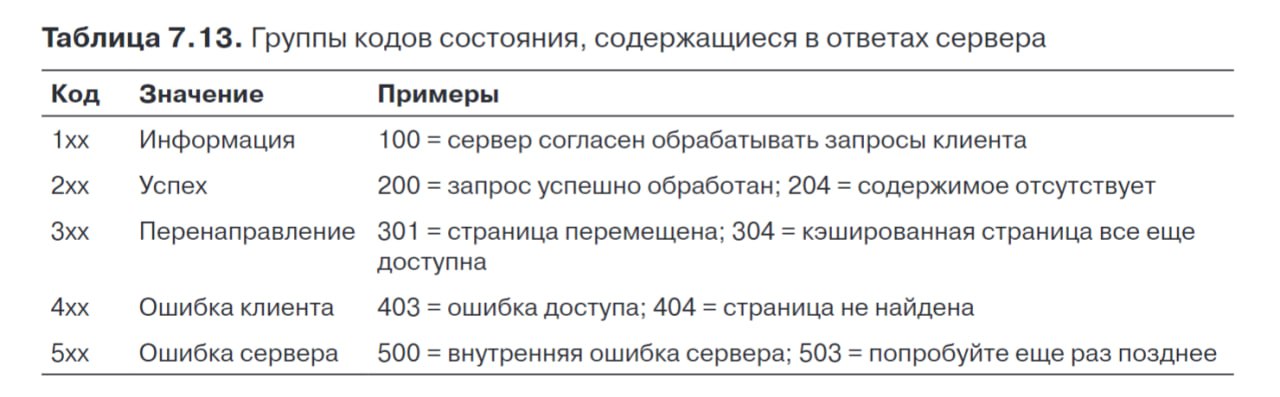 Таблица 7.13. Группы кодов состояния, содержащиеся в ответах сервера
Код Значение Примеры
1xx Информация 100 = сервер согласен обрабатывать запросы клиента
2xx Успех 200 = запрос успешно обработан; 204 = содержимое отсутствует
3xx Перенаправление 301 = страница перемещена; 304 = кэшированная страница все еще
доступна
4xx Ошибка клиента 403 = ошибка доступа; 404 = страница не найдена
5xx Ошибка сервера 500 = внутренняя ошибка сервера; 503 = попробуйте еще раз позднее